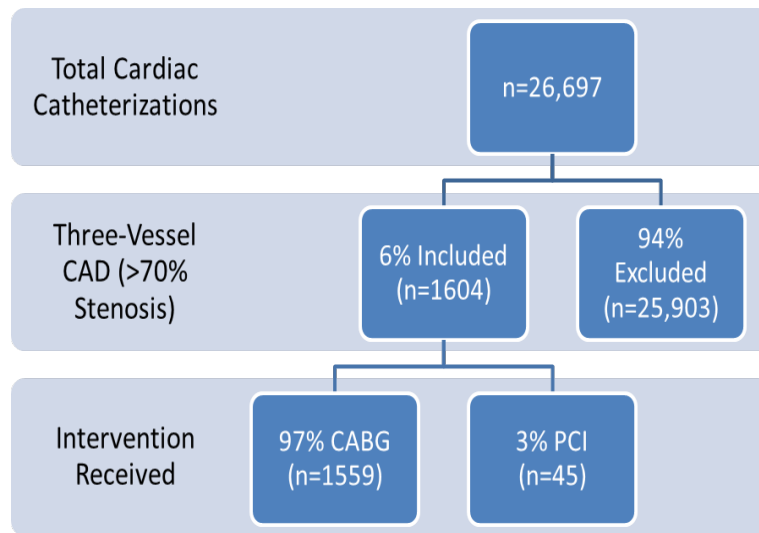 Total Cardiac
Catheterizations
n=26,697
Three-Vessel
CAD (>70%
Stenosis)
6% Included
(n=1604)
94%
Excluded
(n=25,903)
Intervention
Received
97% CABG
(n=1559)
3% PCI
(n=45)